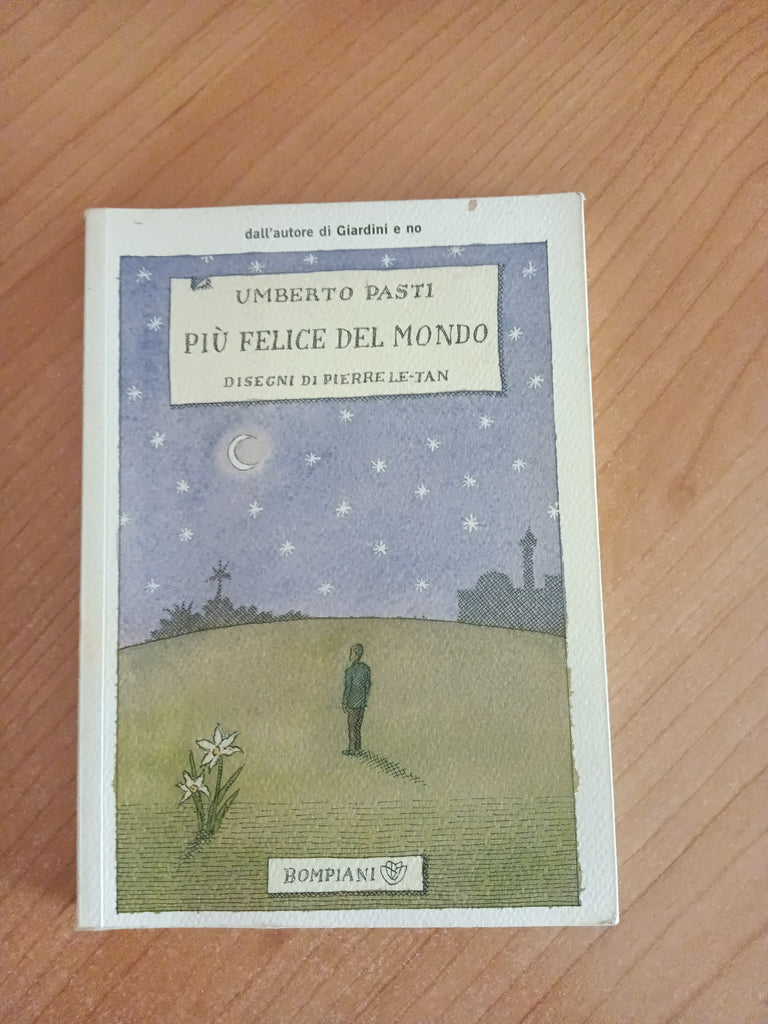 dall'autore di Giardini e no
UMBERTO PASTI
PIÙ FELICE DEL MONDO
DISEGNI DI PIERRE LE-TAN
BOMPIANI